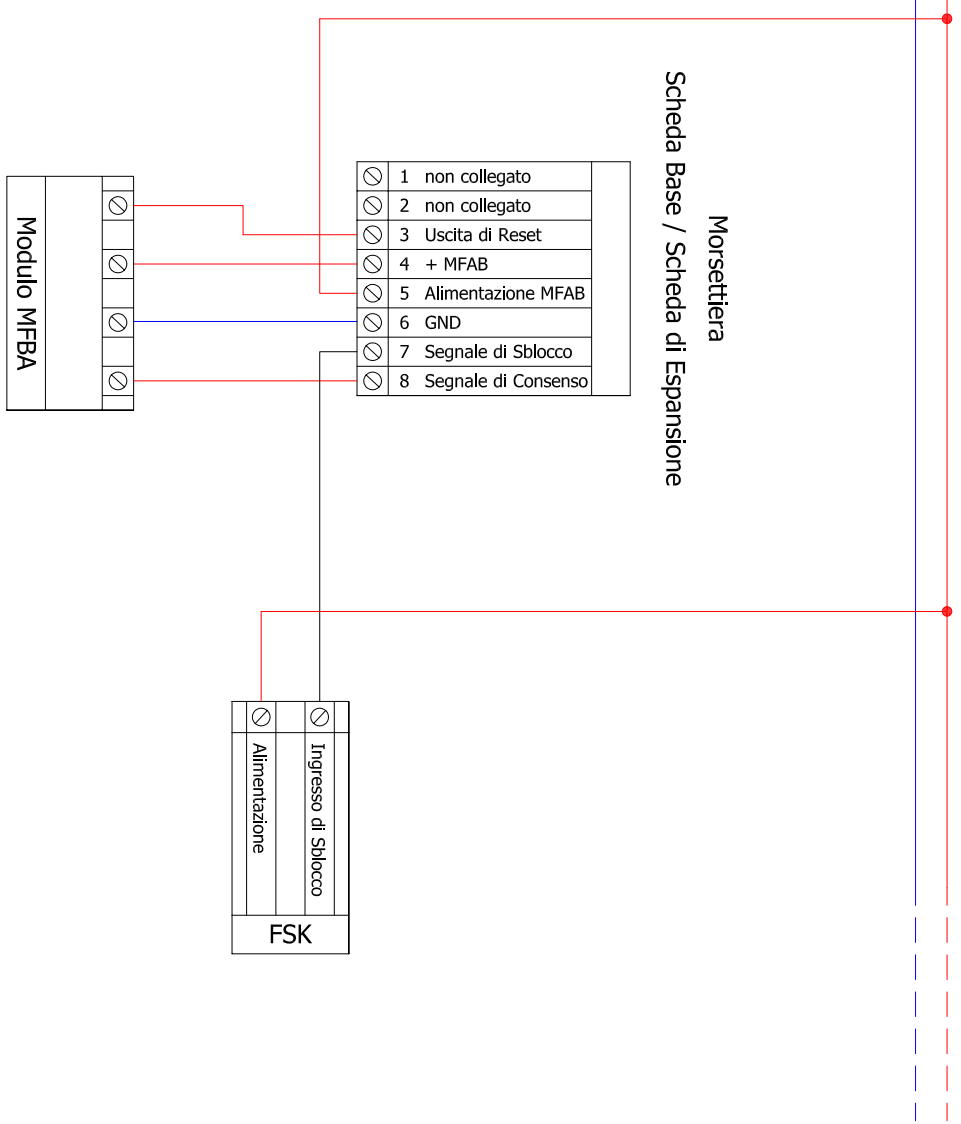 Morsettiera
Scheda Base / Scheda di Espansione
1 non collegato
2 non collegato
3 Uscita di Reset
4 + MFAB
5 Alimentazione MFAB
6 GND
7 Segnale di Sblocco
8 Segnale di Consenso
Modulo MFBA
Ingresso di Sblocco
Alimentazione
FSK